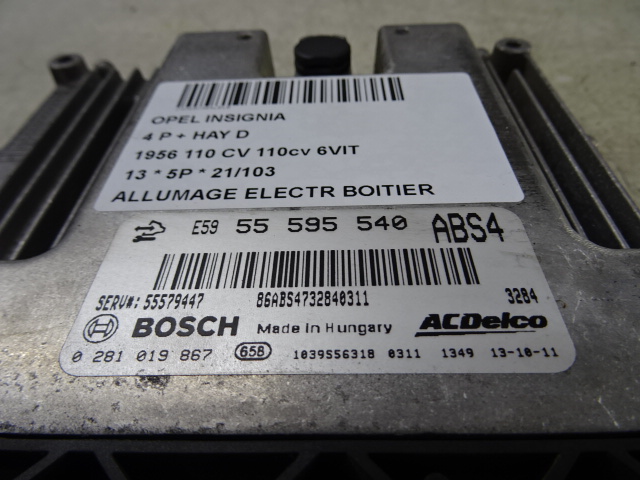 OPEL INSIGNIA
4 P + HAY D
1956 110 CV 110cv 6VIT
13 * 5P * 21/103
ALLUMAGE ELECTR BOITIER
E59 55 595 540 ABS4
SERV#: 55579447 86ABS4732840311 32B4
BOSCH Made in Hungary ACDelco
0 281 019 867 658 1039S56318 0311 1349 13-10-11